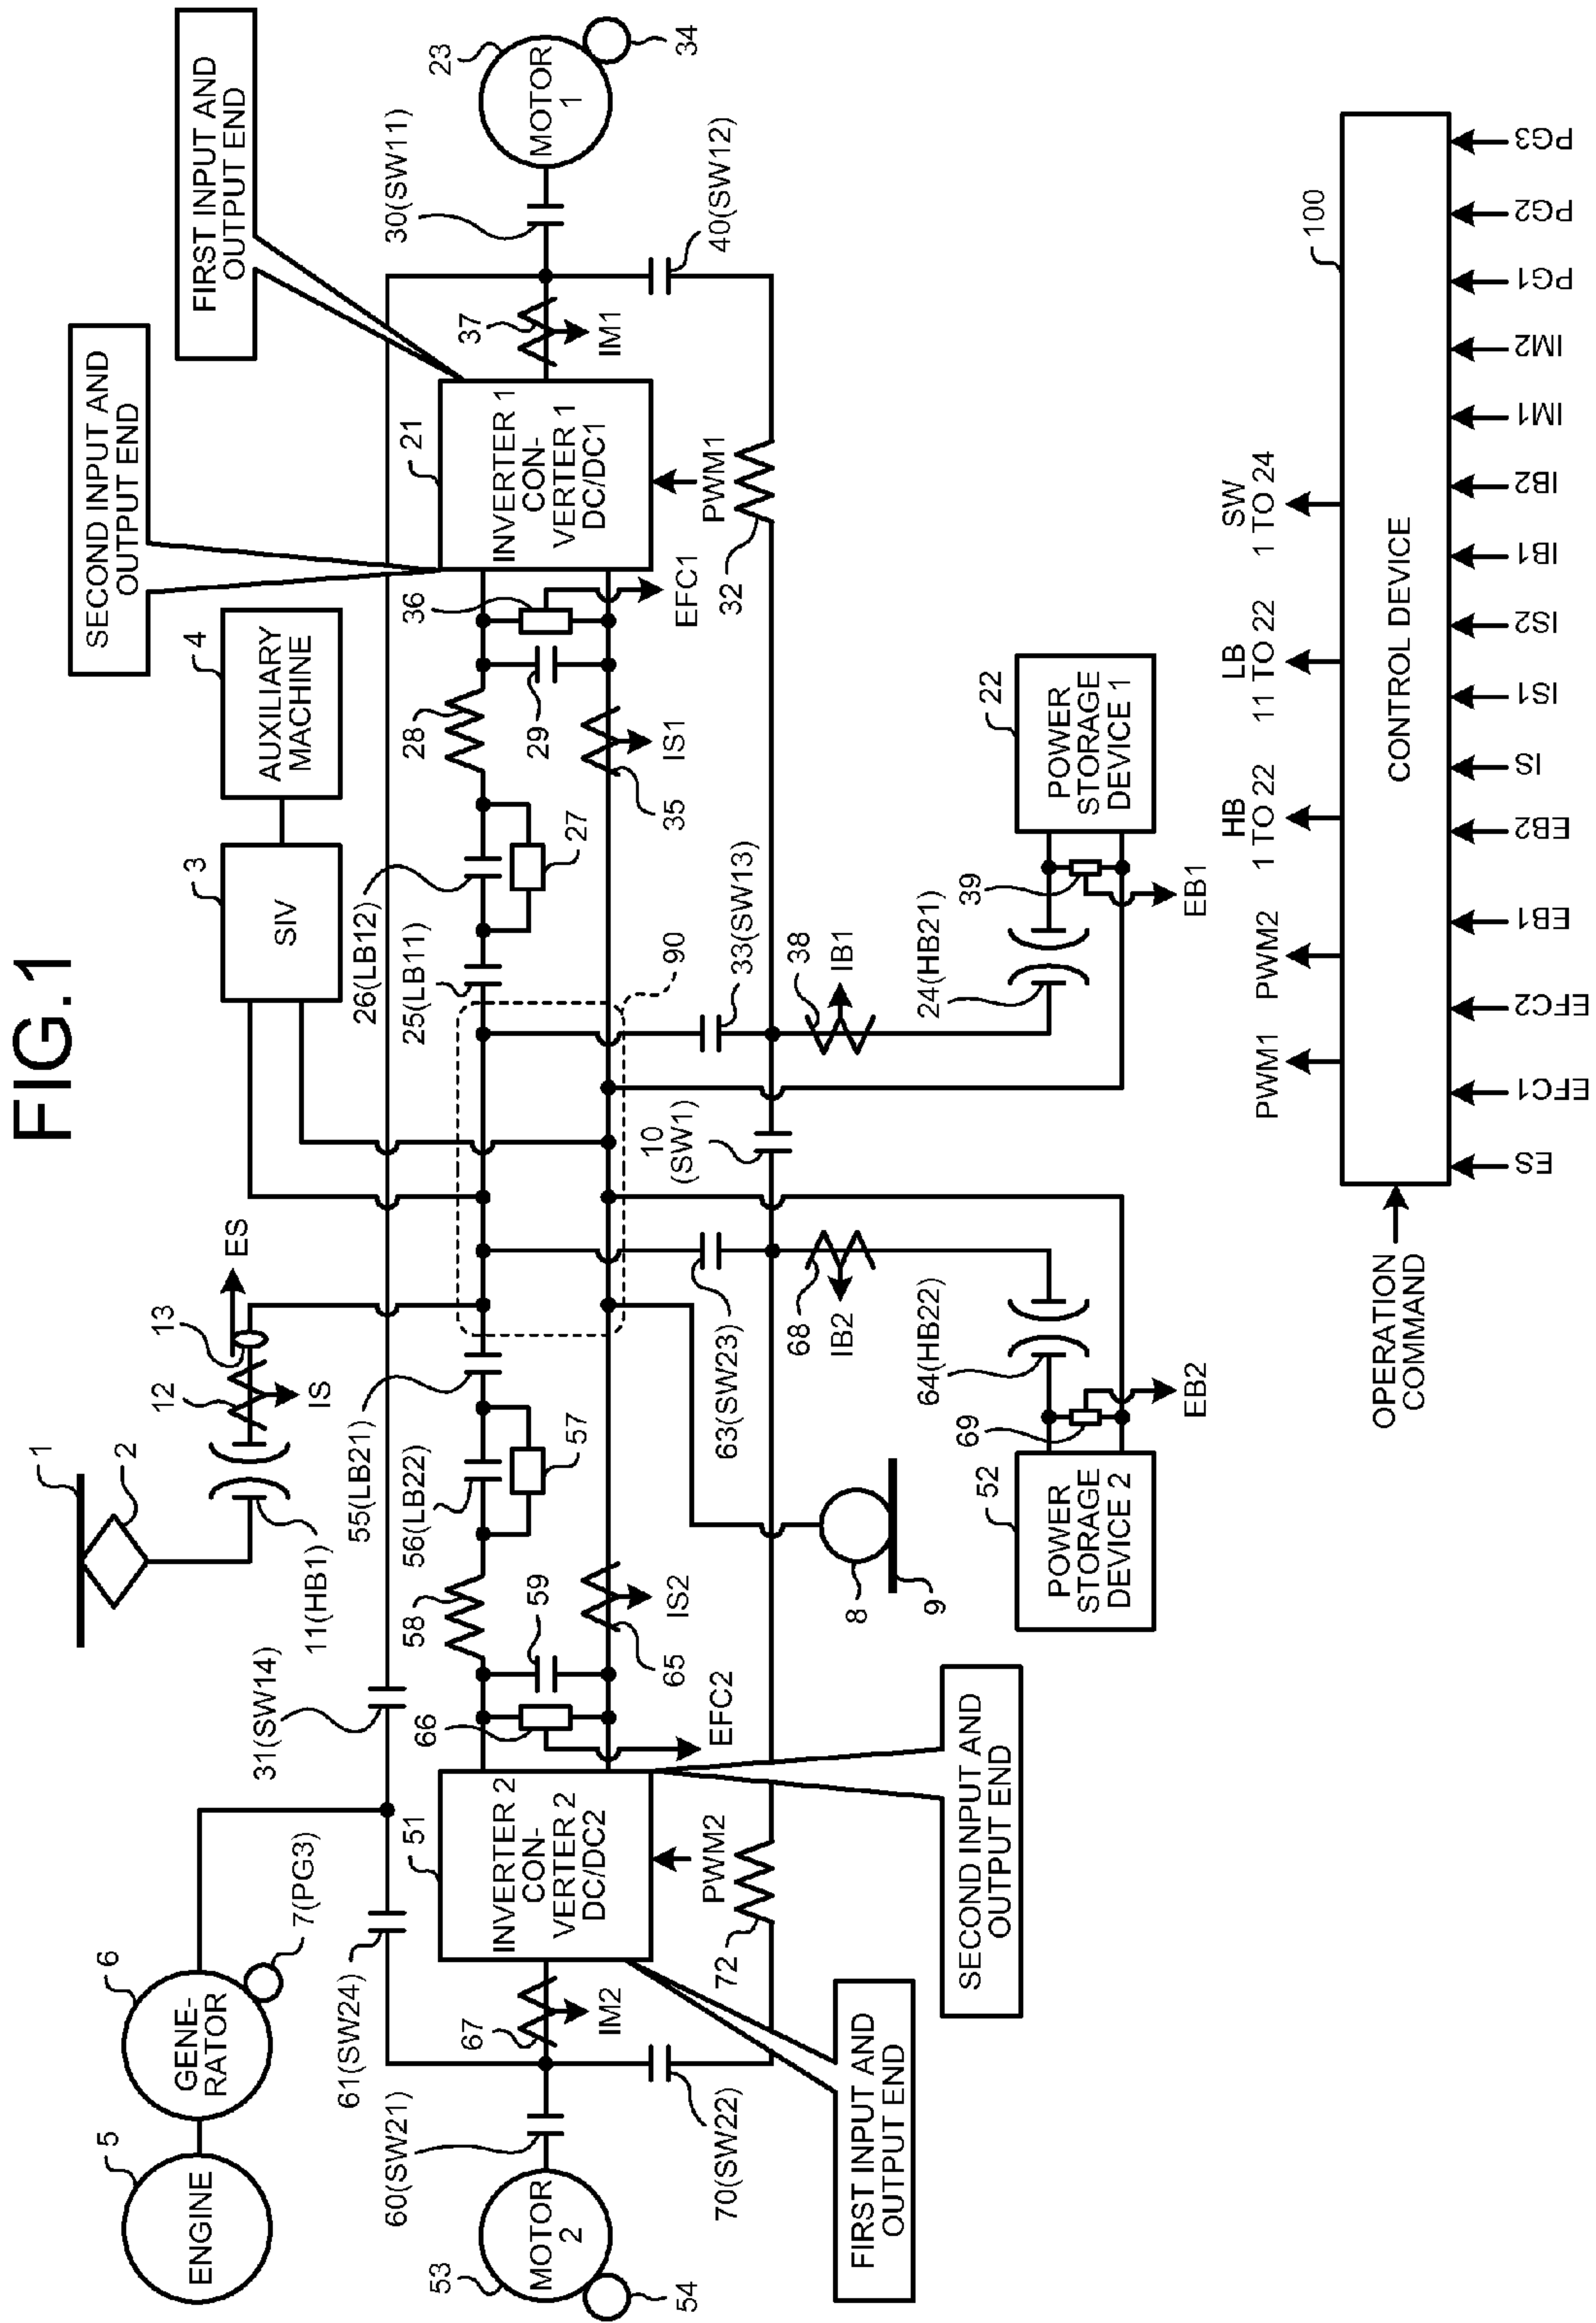 FIG.1
ENGINE
5
GENE-
RATOR
6
7(PG3)
61(SW24)
31(SW14)
1
2
11(HB1)
12
13
IS
ES
SIV
3
AUXILIARY
MACHINE
4
SECOND INPUT AND
OUTPUT END
FIRST INPUT AND
OUTPUT END
MOTOR
2
53
54
60(SW21)
70(SW22)
67
IM2
INVERTER 2
CON-
VERTER 2
DC/DC2
51
PWM2
72
66
EFC2
58
59
65
IS2
56(LB22)
55(LB21)
57
90
25(LB11)
26(LB12)
27
28
29
35
IS1
36
EFC1
INVERTER 1
CON-
VERTER 1
DC/DC1
21
PWM1
32
37
IM1
30(SW11)
40(SW12)
MOTOR
1
23
34
FIRST INPUT AND
OUTPUT END
SECOND INPUT AND
OUTPUT END
8
9
63(SW23)
68
IB2
10
(SW1)
33(SW13)
38
IB1
64(HB22)
24(HB21)
POWER
STORAGE
DEVICE 2
52
69
EB2
POWER
STORAGE
DEVICE 1
22
39
EB1
OPERATION
COMMAND
PWM1
PWM2
HB
1 TO 22
LB
11 TO 22
SW
1 TO 24
100
CONTROL DEVICE
ES
EFC1
EFC2
EB1
EB2
IS
IS1
IS2
IB1
IB2
IM1
IM2
PG1
PG2
PG3